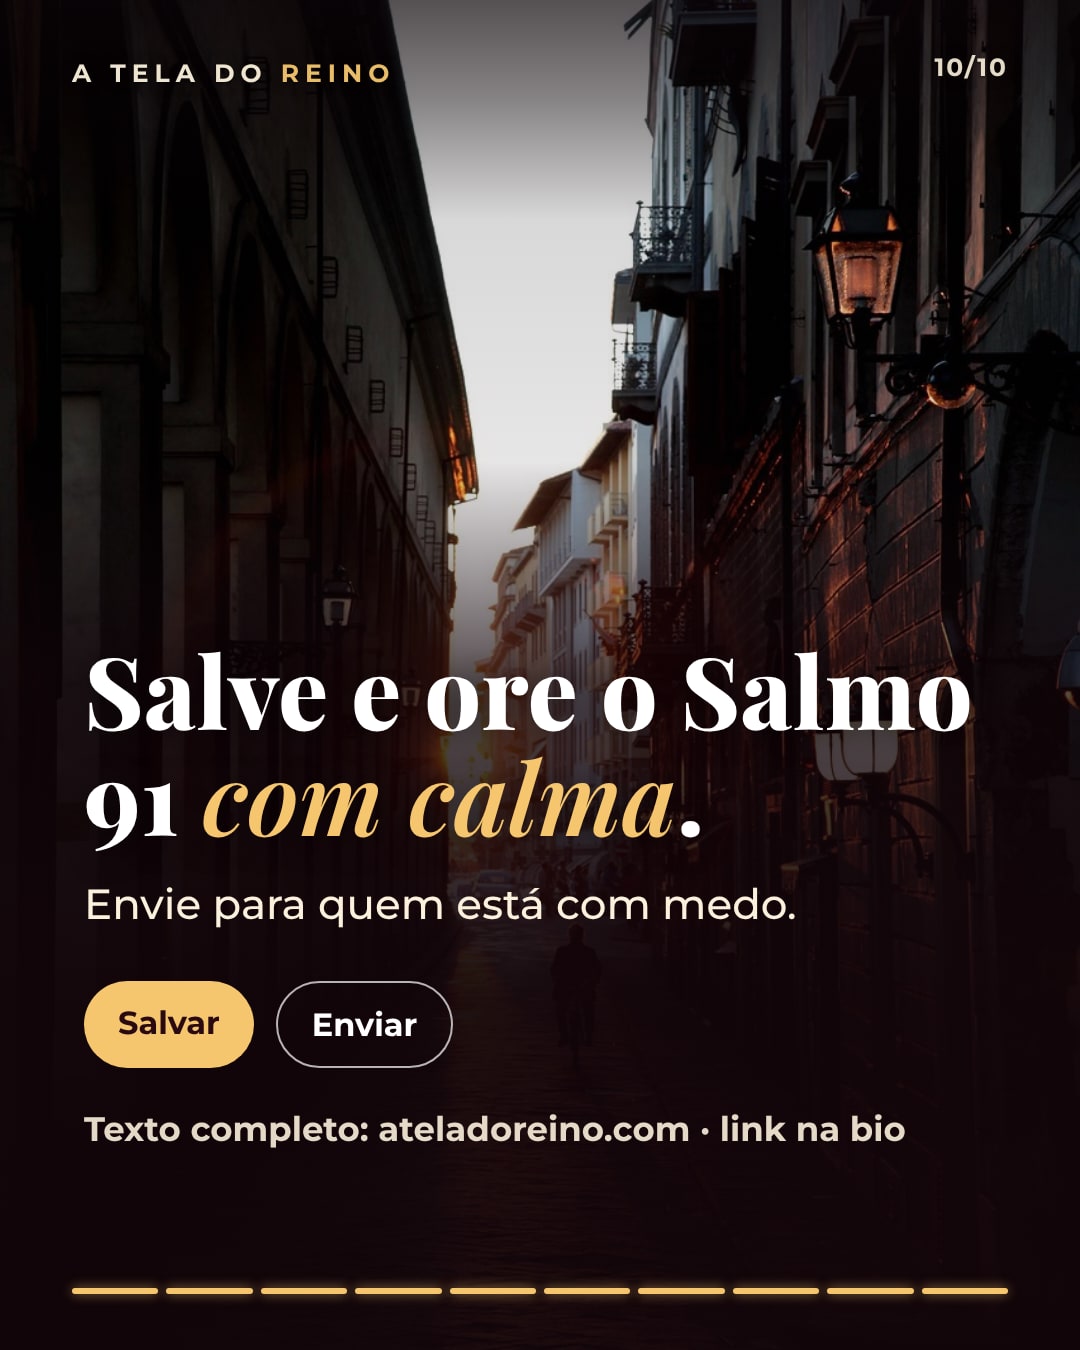 A TELA DO REINO
10/10
Salve e ore o Salmo
91 com calma.
Envie para quem está com medo.
Salvar
Enviar
Texto completo: ateladoreino.com · link na bio